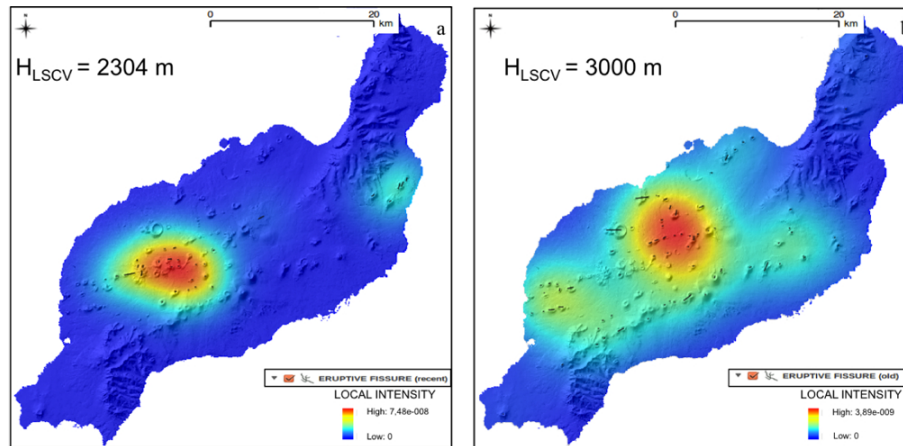 0 20
km
a
N
H_LSCV = 2304 m
ERUPTIVE FISSURE (recent)
LOCAL INTENSITY
High: 7,48e-008
Low: 0
0 20
km
N
H_LSCV = 3000 m
ERUPTIVE FISSURE (old)
LOCAL INTENSITY
High: 3,89e-009
Low: 0